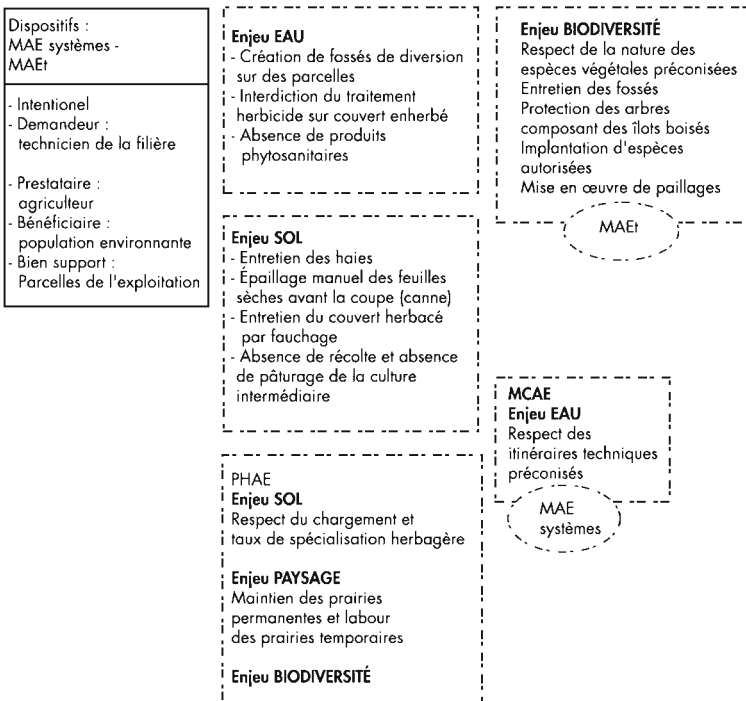 Dispositifs :
MAE systèmes -
MAEt
- Intentionel
- Demandeur :
technicien de la filière
- Prestataire :
agriculteur
- Bénéficiaire :
population environnante
- Bien support :
Parcelles de l'exploitation
Enjeu EAU
- Création de fossés de diversion
sur des parcelles
- Interdiction du traitement
herbicide sur couvert enherbé
- Absence de produits
phytosanitaires
Enjeu SOL
- Entretien des haies
- Épaillage manuel des feuilles
sèches avant la coupe (canne)
- Entretien du couvert herbacé
par fauchage
- Absence de récolte et absence
de pâturage de la culture
intermédiaire
PHAE
Enjeu SOL
Respect du chargement et
taux de spécialisation herbagère
Enjeu PAYSAGE
Maintien des prairies
permanentes et labour
des prairies temporaires
Enjeu BIODIVERSITÉ
Enjeu BIODIVERSITÉ
Respect de la nature des
espèces végétales préconisées
Entretien des fossés
Protection des arbres
composant des îlots boisés
Implantation d'espèces
autorisées
Mise en œuvre de paillages
MAEt
MCAE
Enjeu EAU
Respect des
itinéraires techniques
préconisés
MAE
systèmes